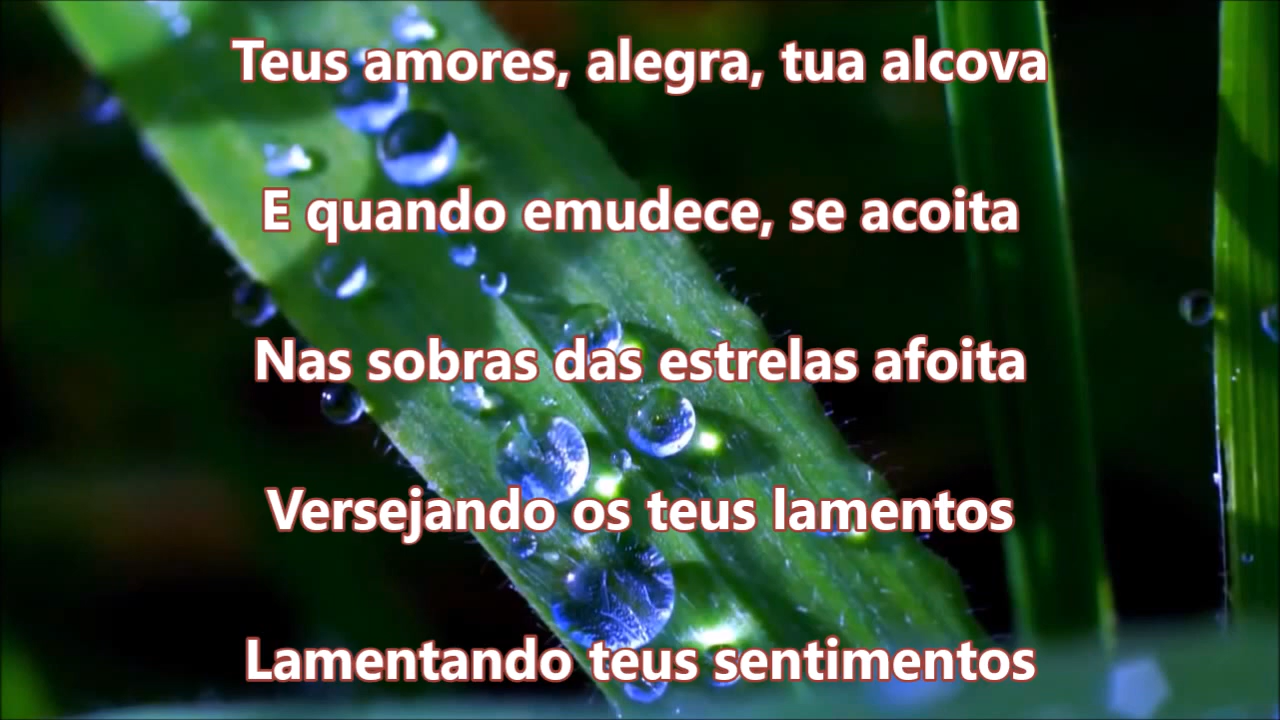 Teus amores, alegra, tua alcova
E quando emudece, se acoita
Nas sobras das estrelas afoita
Versejando os teus lamentos
Lamentando teus sentimentos